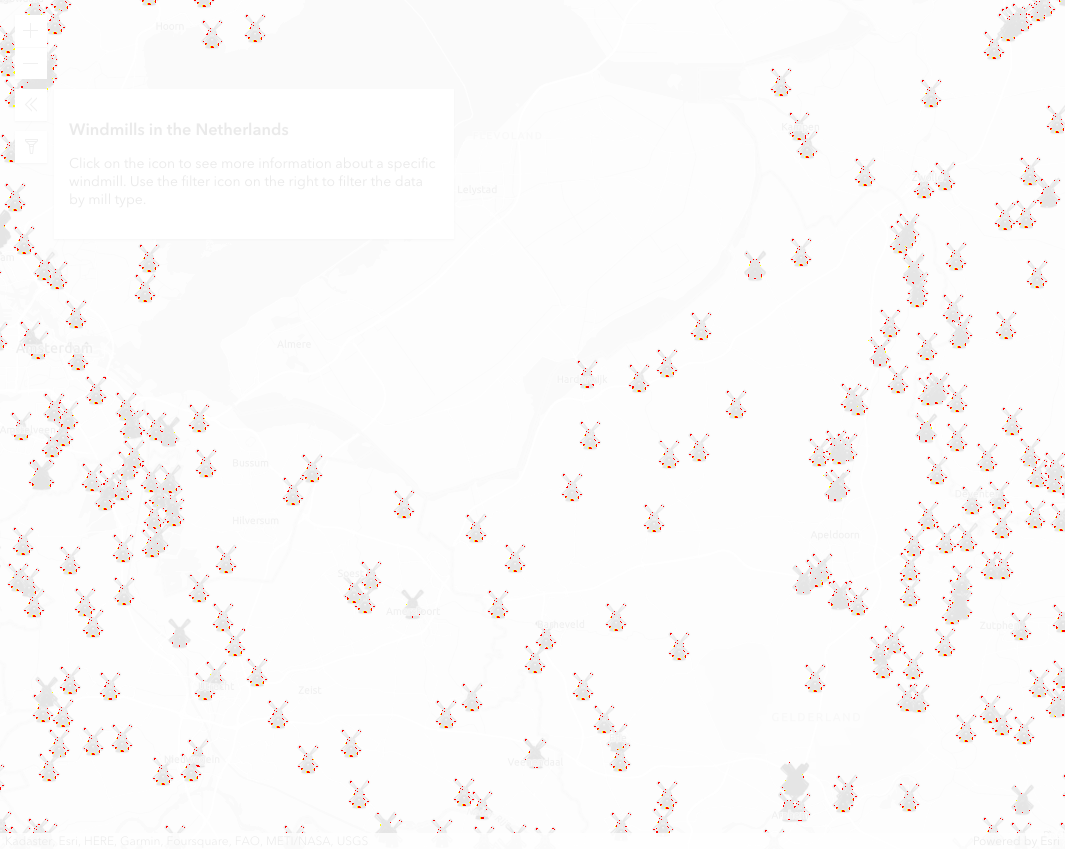 Hoorn
Windmills in the Netherlands
Click on the icon to see more information about a specific
windmill. Use the filter icon on the right to filter the data
by mill type.
Lelystad
Almere
Amsterdam
Bussum
Hilversum
Apeldoorn
Amersfoort
Barneveld
Zutphen
Zeist
GELDERLAND
Veenendaal
Kadaster, Esri, HERE, Garmin, Foursquare, FAO, METI/NASA, USGS
Powered by Esri